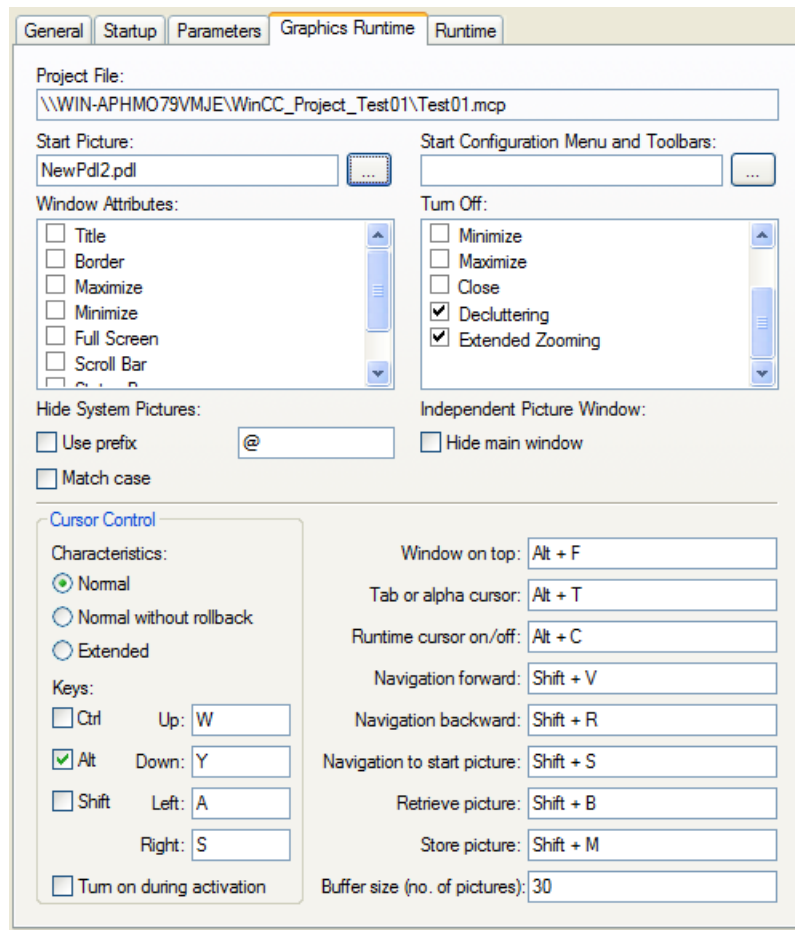 General Startup Parameters Graphics Runtime Runtime
Project File:
\\WIN-APHMO79VMJE\WinCC_Project_Test01\Test01.mcp
Start Picture: Start Configuration Menu and Toolbars:
NewPdl2.pdl ... ...
Window Attributes: Turn Off:
Title Minimize
Border Maximize
Maximize Close
Minimize Decluttering
Full Screen Extended Zooming
Scroll Bar
Hide System Pictures: Independent Picture Window:
Use prefix @ Hide main window
Match case
Cursor Control
Characteristics: Window on top: Alt + F
Normal Tab or alpha cursor: Alt + T
Normal without rollback Runtime cursor on/off: Alt + C
Extended Navigation forward: Shift + V
Keys:
Ctrl Up: W Navigation backward: Shift + R
Alt Down: Y Navigation to start picture: Shift + S
Shift Left: A Retrieve picture: Shift + B
Right: S Store picture: Shift + M
Turn on during activation Buffer size (no. of pictures): 30